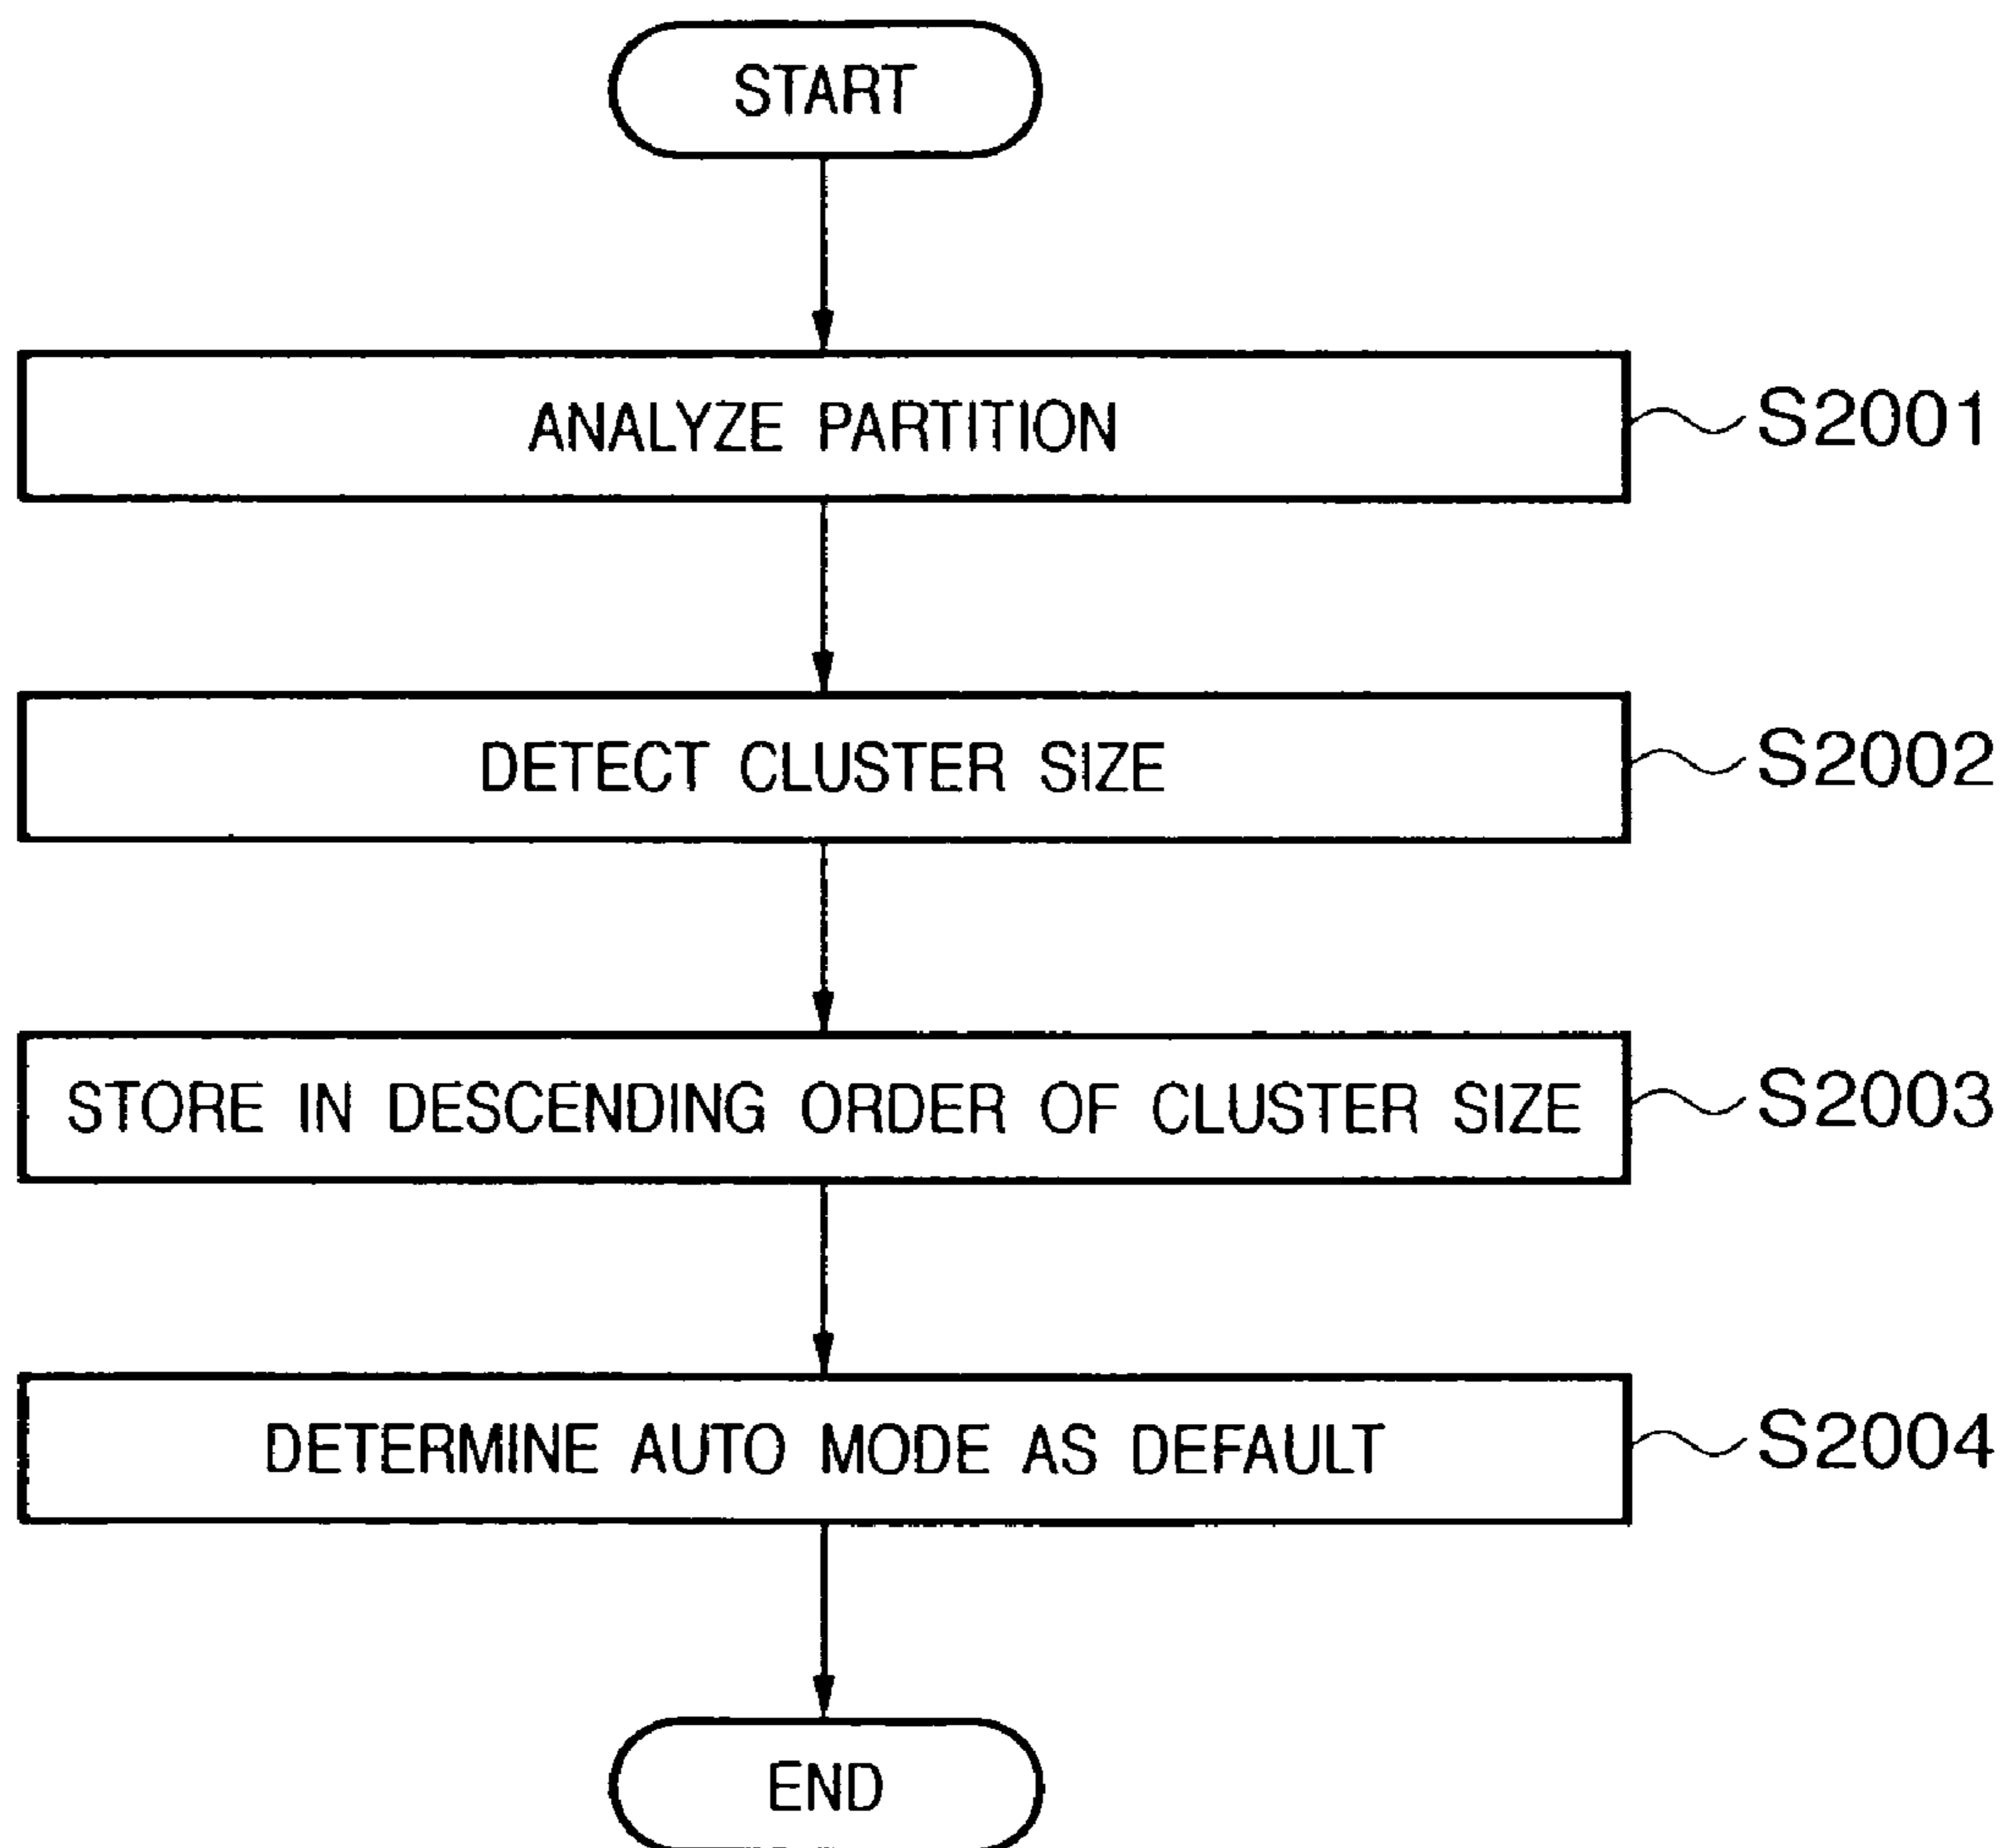 START
ANALYZE PARTITION S2001
DETECT CLUSTER SIZE S2002
STORE IN DESCENDING ORDER OF CLUSTER SIZE S2003
DETERMINE AUTO MODE AS DEFAULT S2004
END